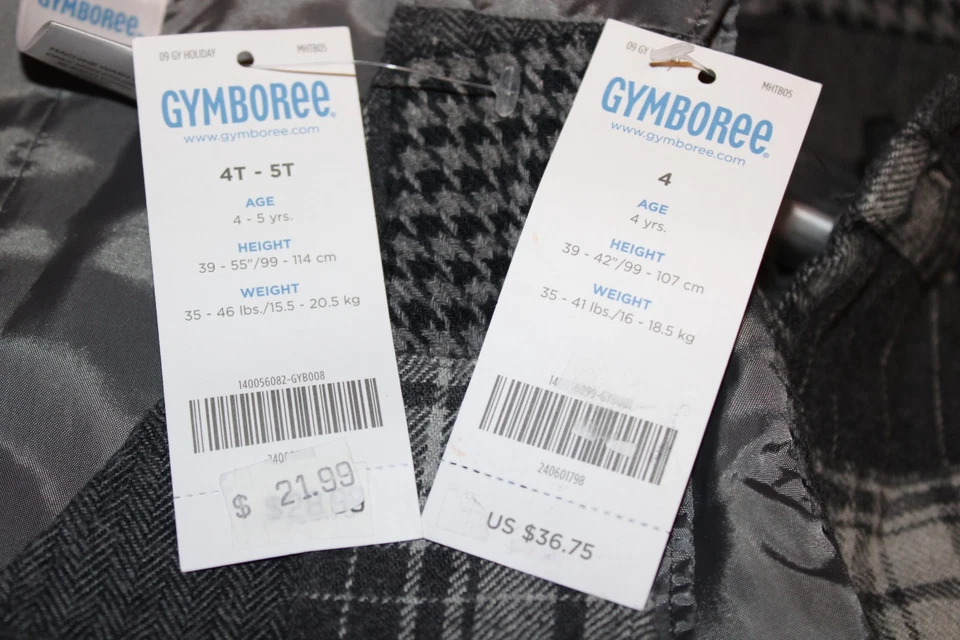 GYMBOREE
09 GY HOLIDAY MHTB05
GYMBOREE
www.gymboree.com
4T - 5T
AGE
4 - 5 yrs.
HEIGHT
39 - 55"/99 - 114 cm
WEIGHT
35 - 46 lbs./15.5 - 20.5 kg
140056082-GYB008
$ 21.99
09 GY MHTB05
GYMBOREE
www.gymboree.com
4
AGE
4 yrs.
HEIGHT
39 - 42"/99 - 107 cm
WEIGHT
35 - 41 lbs./16 - 18.5 kg
240601798
US $36.75